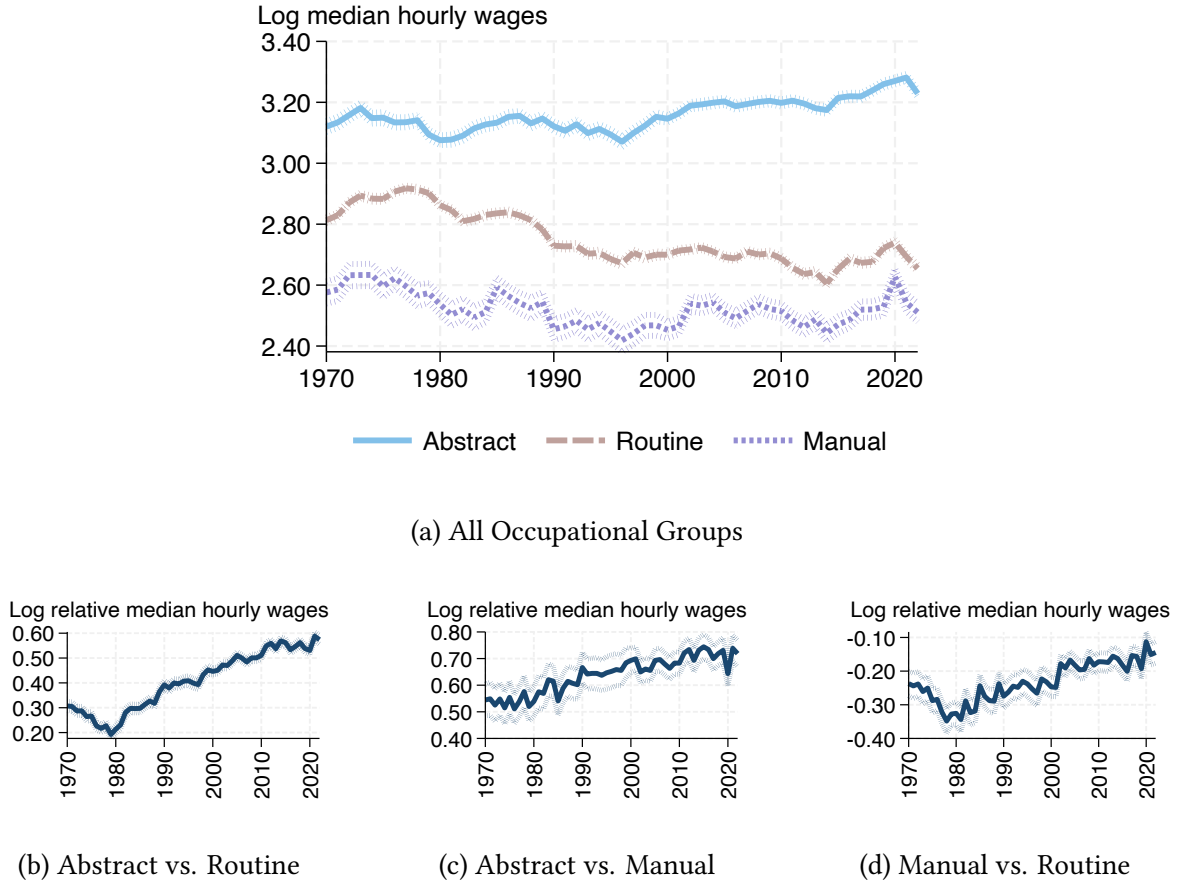 Log median hourly wages
3.40
3.20
3.00
2.80
2.60
2.40
1970 1980 1990 2000 2010 2020
Abstract Routine Manual
(a) All Occupational Groups
Log relative median hourly wages
0.60
0.50
0.40
0.30
0.20
1970 1980 1990 2000 2010 2020
(b) Abstract vs. Routine
Log relative median hourly wages
0.80
0.70
0.60
0.50
0.40
1970 1980 1990 2000 2010 2020
(c) Abstract vs. Manual
Log relative median hourly wages
-0.10
-0.20
-0.30
-0.40
1970 1980 1990 2000 2010 2020
(d) Manual vs. Routine